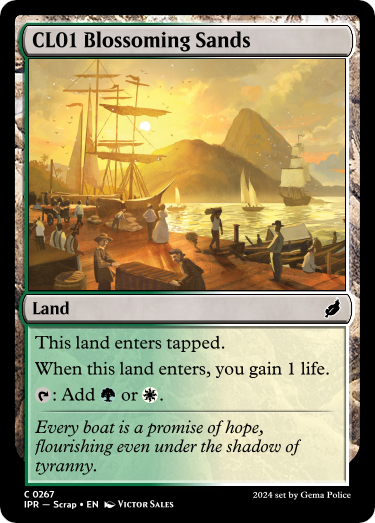 CL01 Blossoming Sands
Land
This land enters tapped.
When this land enters, you gain 1 life.
: Add or .
Every boat is a promise of hope,
flourishing even under the shadow of
tyranny.
C 0267
IPR — Scrap • EN VICTOR SALES
2024 set by Gema Police